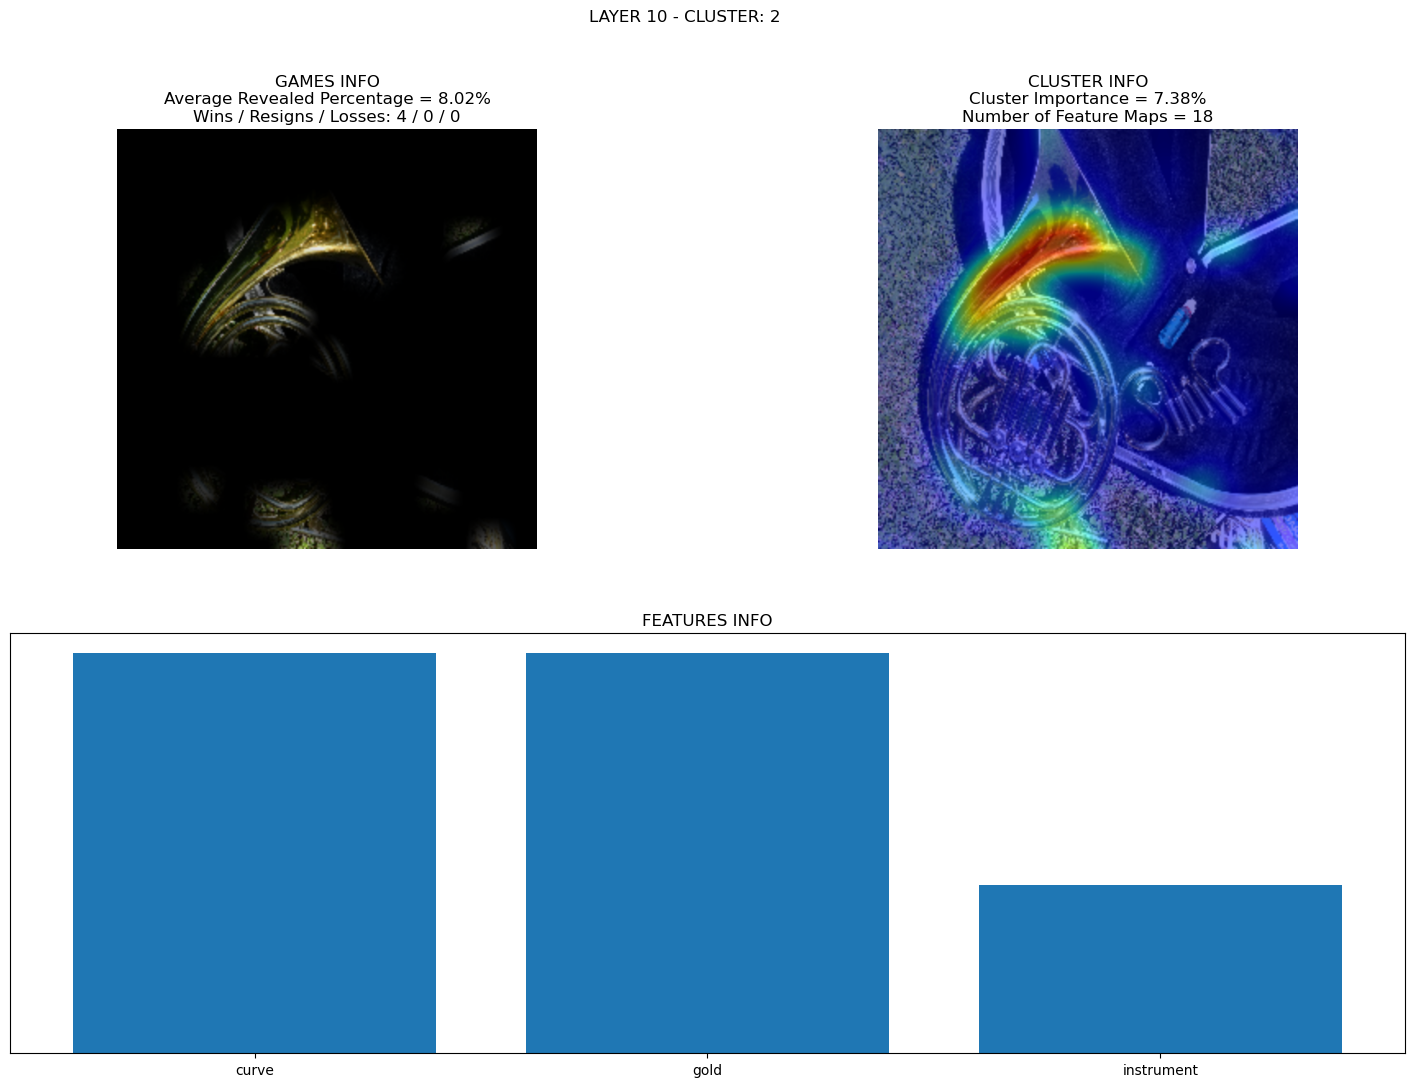 LAYER 10 - CLUSTER: 2
GAMES INFO
Average Revealed Percentage = 8.02%
Wins / Resigns / Losses: 4 / 0 / 0
CLUSTER INFO
Cluster Importance = 7.38%
Number of Feature Maps = 18
FEATURES INFO
curve
gold
instrument